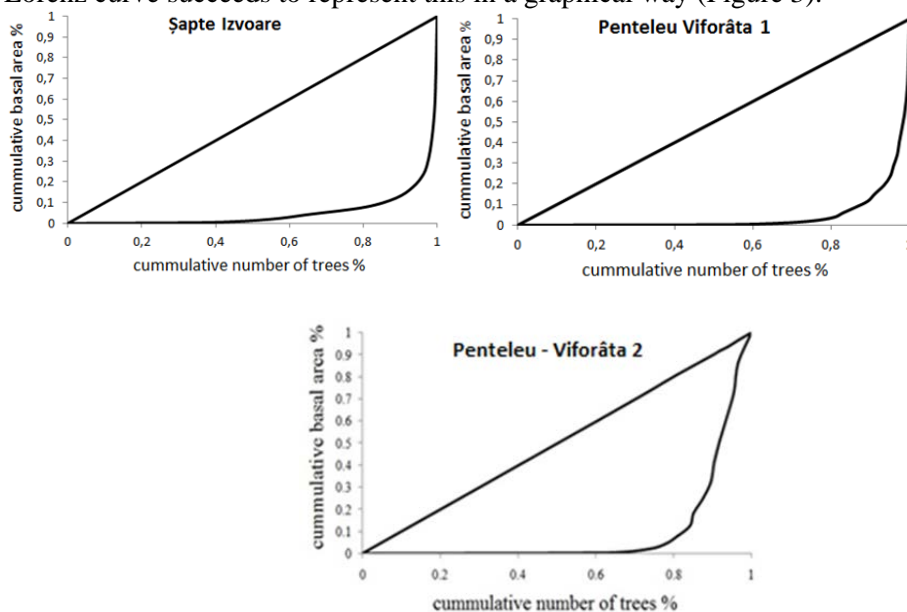 Lorenz curve succeeds to represent this in a graphical way (Figure 3).
Șapte Izvoare
cummulative basal area %
1
0,9
0,8
0,7
0,6
0,5
0,4
0,3
0,2
0,1
0
0 0,2 0,4 0,6 0,8 1
cummulative number of trees %
Penteleu Viforâta 1
cummulative basal area %
1
0,9
0,8
0,7
0,6
0,5
0,4
0,3
0,2
0,1
0
0 0,2 0,4 0,6 0,8 1
cummulative number of trees %
Penteleu - Viforâta 2
cummulative basal area %
1
0.9
0.8
0.7
0.6
0.5
0.4
0.3
0.2
0.1
0
0 0.2 0.4 0.6 0.8 1
cummulative number of trees %